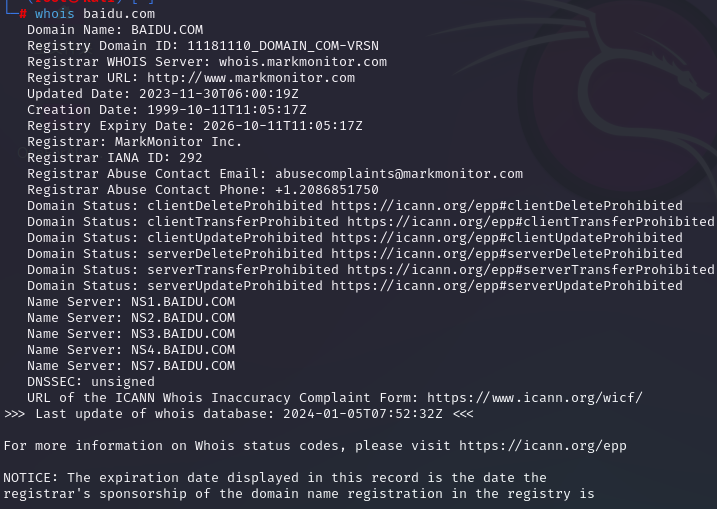 # whois baidu.com
Domain Name: BAIDU.COM
Registry Domain ID: 11181110_DOMAIN_COM-VRSN
Registrar WHOIS Server: whois.markmonitor.com
Registrar URL: http://www.markmonitor.com
Updated Date: 2023-11-30T06:00:19Z
Creation Date: 1999-10-11T11:05:17Z
Registry Expiry Date: 2026-10-11T11:05:17Z
Registrar: MarkMonitor Inc.
Registrar IANA ID: 292
Registrar Abuse Contact Email: abusecomplaints@markmonitor.com
Registrar Abuse Contact Phone: +1.2086851750
Domain Status: clientDeleteProhibited https://icann.org/epp#clientDeleteProhibited
Domain Status: clientTransferProhibited https://icann.org/epp#clientTransferProhibited
Domain Status: clientUpdateProhibited https://icann.org/epp#clientUpdateProhibited
Domain Status: serverDeleteProhibited https://icann.org/epp#serverDeleteProhibited
Domain Status: serverTransferProhibited https://icann.org/epp#serverTransferProhibited
Domain Status: serverUpdateProhibited https://icann.org/epp#serverUpdateProhibited
Name Server: NS1.BAIDU.COM
Name Server: NS2.BAIDU.COM
Name Server: NS3.BAIDU.COM
Name Server: NS4.BAIDU.COM
Name Server: NS7.BAIDU.COM
DNSSEC: unsigned
URL of the ICANN Whois Inaccuracy Complaint Form: https://www.icann.org/wicf/
>>> Last update of whois database: 2024-01-05T07:52:32Z <<<
For more information on Whois status codes, please visit https://icann.org/epp
NOTICE: The expiration date displayed in this record is the date the
registrar's sponsorship of the domain name registration in the registry is